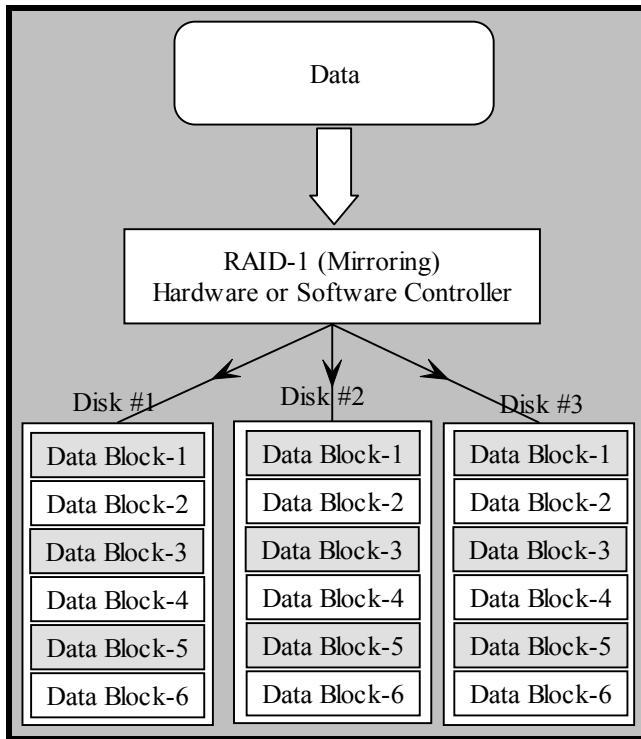 Data
RAID-1 (Mirroring)
Hardware or Software Controller
Disk #1
Disk #2
Disk #3
Data Block-1
Data Block-2
Data Block-3
Data Block-4
Data Block-5
Data Block-6
Data Block-1
Data Block-2
Data Block-3
Data Block-4
Data Block-5
Data Block-6
Data Block-1
Data Block-2
Data Block-3
Data Block-4
Data Block-5
Data Block-6